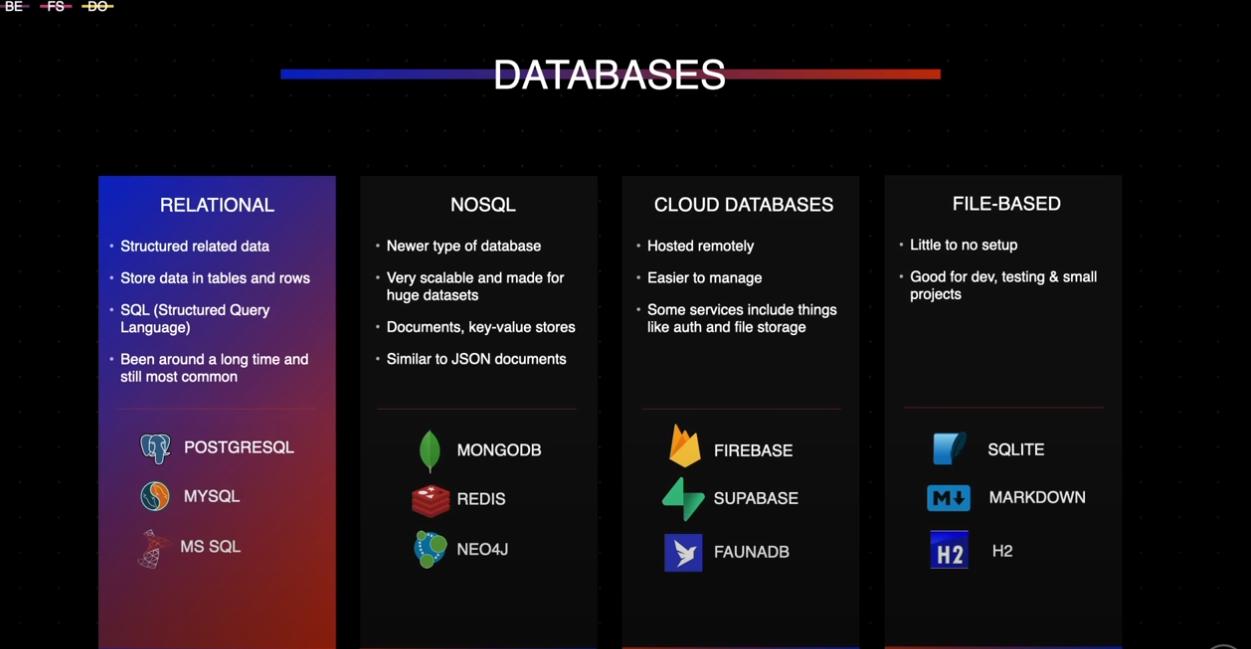 BE FS DO
DATABASES
RELATIONAL
Structured related data
Store data in tables and rows
SQL (Structured Query
Language)
Been around a long time and
still most common
POSTGRESQL
MYSQL
MS SQL
NOSQL
Newer type of database
Very scalable and made for
huge datasets
Documents, key-value stores
Similar to JSON documents
MONGODB
REDIS
NEO4J
CLOUD DATABASES
Hosted remotely
Easier to manage
Some services include things
like auth and file storage
FIREBASE
SUPABASE
FAUNADB
FILE-BASED
Little to no setup
Good for dev, testing & small
projects
SQLITE
M MARKDOWN
H2 H2